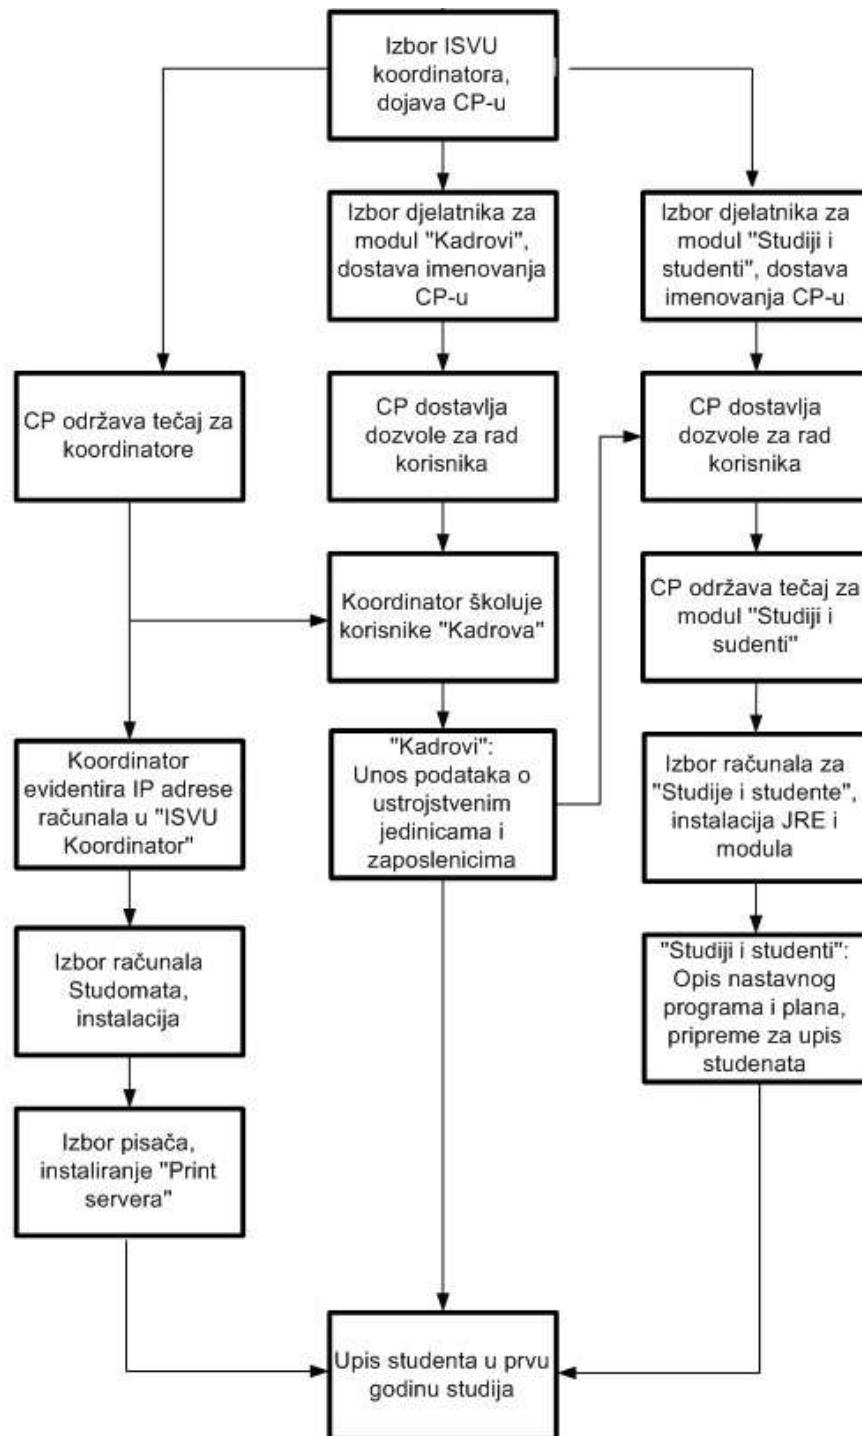 Izbor ISVU
koordinatora,
dojava CP-u
Izbor djelatnika za
modul "Kadrovi",
dostava imenovanja
CP-u
Izbor djelatnika za
modul "Studiji i
studenti", dostava
imenovanja CP-u
CP održava tečaj za
koordinatore
CP dostavlja
dozvole za rad
korisnika
CP dostavlja
dozvole za rad
korisnika
Koordinator školuje
korisnike "Kadrova"
CP održava tečaj za
modul "Studiji i
sudenti"
Koordinator
evidentira IP adrese
računala u "ISVU
Koordinator"
"Kadrovi":
Unos podataka o
ustrojstvenim
jedinicama i
zaposlenicima
Izbor računala za
"Studije i studente",
instalacija JRE i
modula
Izbor računala
Studomata,
instalacija
"Studiji i studenti":
Opis nastavnog
programa i plana,
pripreme za upis
studenata
Izbor pisača,
instaliranje "Print
servera"
Upis studenta u prvu
godinu studija